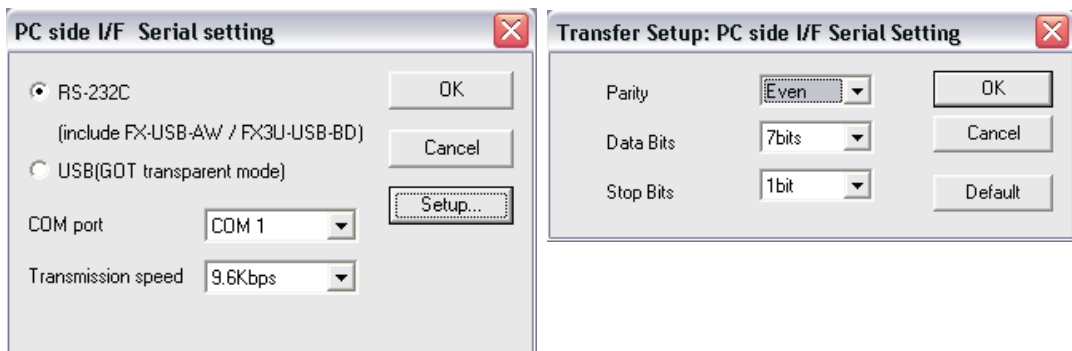 PC side I/F Serial setting
RS-232C
(include FX-USB-AW / FX3U-USB-BD)
USB(GOT transparent mode)
COM port
COM 1
Transmission speed
9.6Kbps
OK
Cancel
Setup...
Transfer Setup: PC side I/F Serial Setting
Parity
Even
Data Bits
7bits
Stop Bits
1bit
OK
Cancel
Default